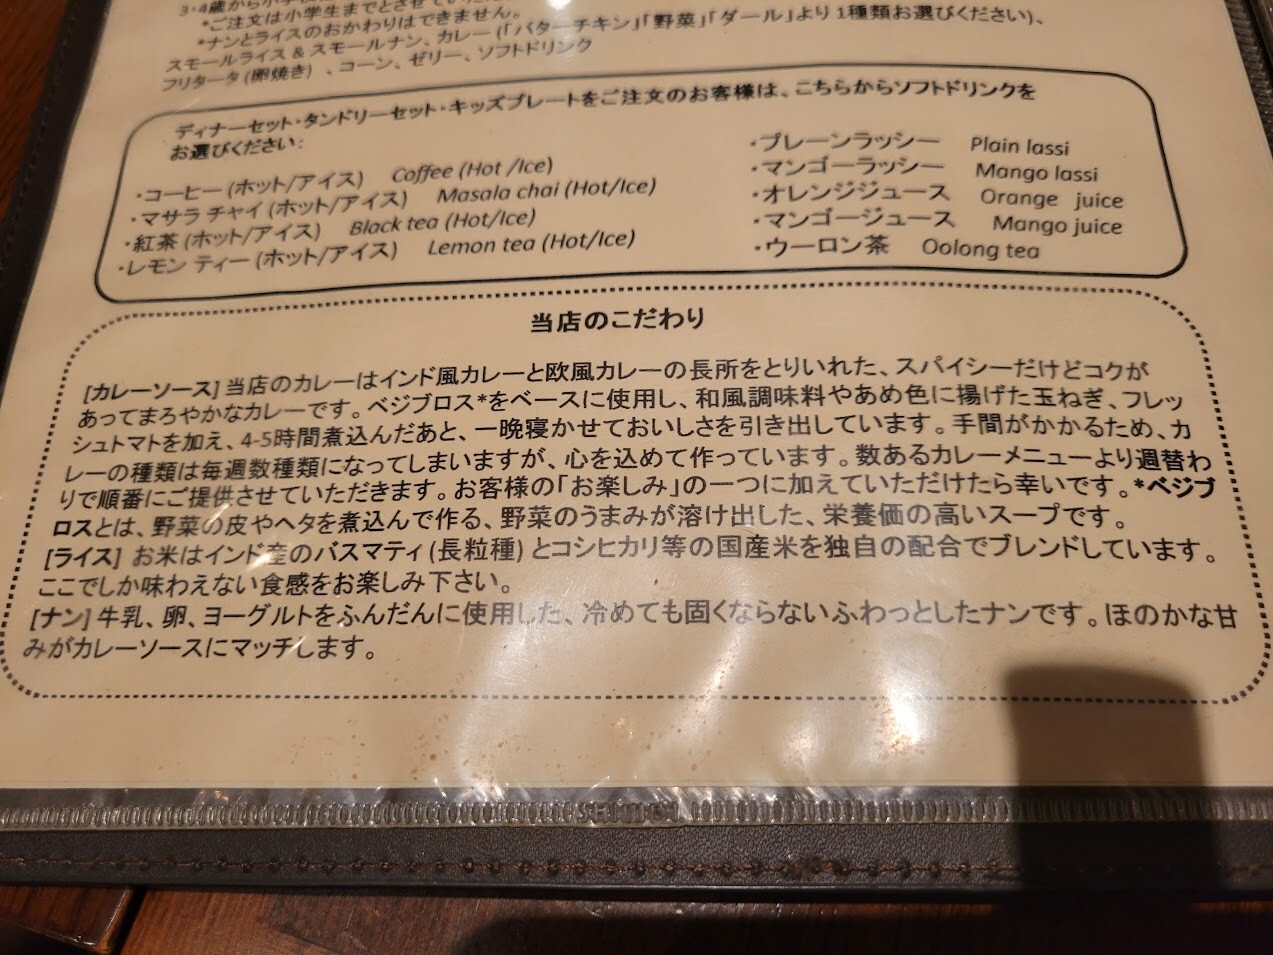 *ご注文は小学生までとさせていただ
*ナンとライスのおかわりはできません。
スモールライス & スモールナン、カレー (「バターチキン」「野菜」「ダール」より 1種類お選びください)、
フリタータ (卵焼き) 、コーン、ゼリー、ソフトドリンク
ディナーセット・タンドリーセット・キッズプレートをご注文のお客様は、こちらからソフトドリンクを
お選びください:
・コーヒー (ホット/アイス) Coffee (Hot /Ice)
・マサラ チャイ (ホット/アイス) Masala chai (Hot/Ice)
・紅茶 (ホット/アイス) Black tea (Hot/Ice)
・レモン ティー (ホット/アイス) Lemon tea (Hot/Ice)
・プレーンラッシー Plain lassi
・マンゴーラッシー Mango lassi
・オレンジジュース Orange juice
・マンゴージュース Mango juice
・ウーロン茶 Oolong tea
当店のこだわり
[カレーソース] 当店のカレーはインド風カレーと欧風カレーの長所をとりいれた、スパイシーだけどコクが
あってまろやかなカレーです。ベジブロス*をベースに使用し、和風調味料やあめ色に揚げた玉ねぎ、フレッ
シュトマトを加え、4-5時間煮込んだあと、一晩寝かせておいしさを引き出しています。手間がかかるため、カ
レーの種類は毎週数種類になってしまいますが、心を込めて作っています。数あるカレーメニューより週替わ
りで順番にご提供させていただきます。お客様の「お楽しみ」の一つに加えていただけたら幸いです。*ベジブ
ロスとは、野菜の皮やヘタを煮込んで作る、野菜のうまみが溶け出した、栄養価の高いスープです。
[ライス] お米はインド産のバスマティ (長粒種) とコシヒカリ等の国産米を独自の配合でブレンドしています。
ここでしか味わえない食感をお楽しみ下さい。
[ナン] 牛乳、卵、ヨーグルトをふんだんに使用した、冷めても固くならないふわっとしたナンです。ほのかな甘
みがカレーソースにマッチします。